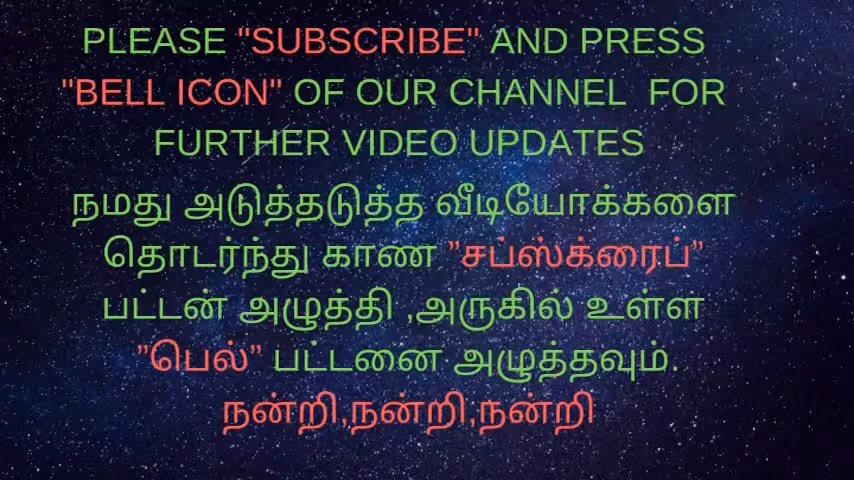 PLEASE "SUBSCRIBE" AND PRESS
"BELL ICON" OF OUR CHANNEL FOR
FURTHER VIDEO UPDATES
நமது அடுத்தடுத்த வீடியோக்களை
தொடர்ந்து காண ”சப்ஸ்க்ரைப்”
பட்டன் அழுத்தி ,அருகில் உள்ள
”பெல்” பட்டனை அழுத்தவும்.
நன்றி,நன்றி,நன்றி